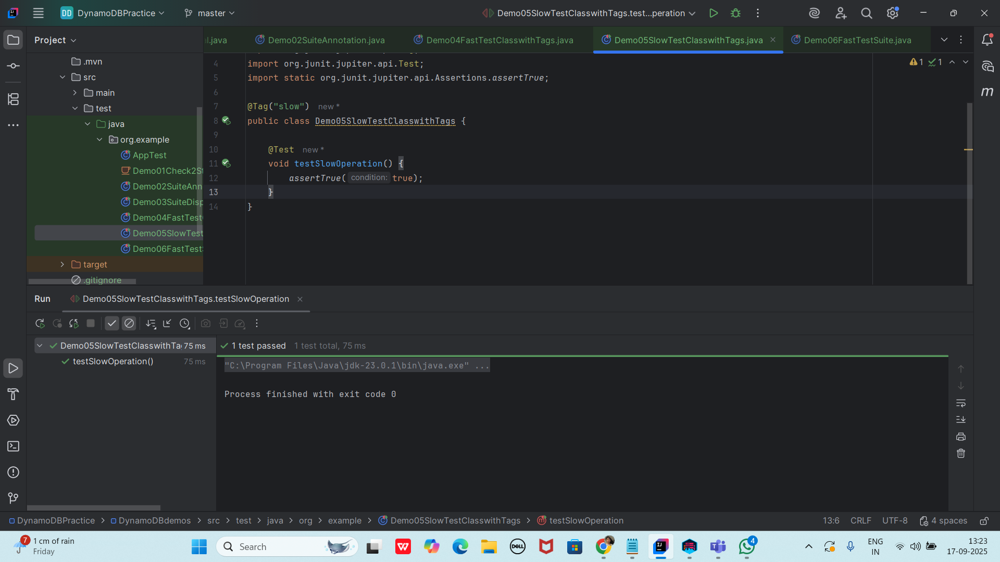 DD DynamoDBPractice master Demo05SlowTestClasswithTags.test...peration
Project
.java Demo02SuiteAnnotation.java Demo04FastTestClasswithTags.java Demo05SlowTestClasswithTags.java Demo06FastTestSuite.java
.mvn
src
main
test
java
org.example
AppTest
Demo01Check2St
Demo02SuiteAnn
Demo03SuiteDisp
Demo04FastTest
Demo05SlowTest
Demo06FastTest
target
.gitignore
4 import org.junit.jupiter.api.Test;
5 import static org.junit.jupiter.api.Assertions.assertTrue;
6
7 @Tag("slow") new *
8 public class Demo05SlowTestClasswithTags {
9
10 @Test new *
11 void testSlowOperation() {
12 assertTrue( condition: true);
13 }
14 }
1 1
m
Run Demo05SlowTestClasswithTags.testSlowOperation
Demo05SlowTestClasswithTa 75 ms
testSlowOperation() 75 ms
1 test passed 1 test total, 75 ms
"C:\Program Files\Java\jdk-23.0.1\bin\java.exe" ...
Process finished with exit code 0
DynamoDBPractice > DynamoDBdemos > src > test > java > org > example > Demo05SlowTestClasswithTags > testSlowOperation
13:6 CRLF UTF-8 4 spaces
7 1 cm of rain
Friday
Search
W
DELL
IJ
4
ENG
IN
13:23
17-09-2025